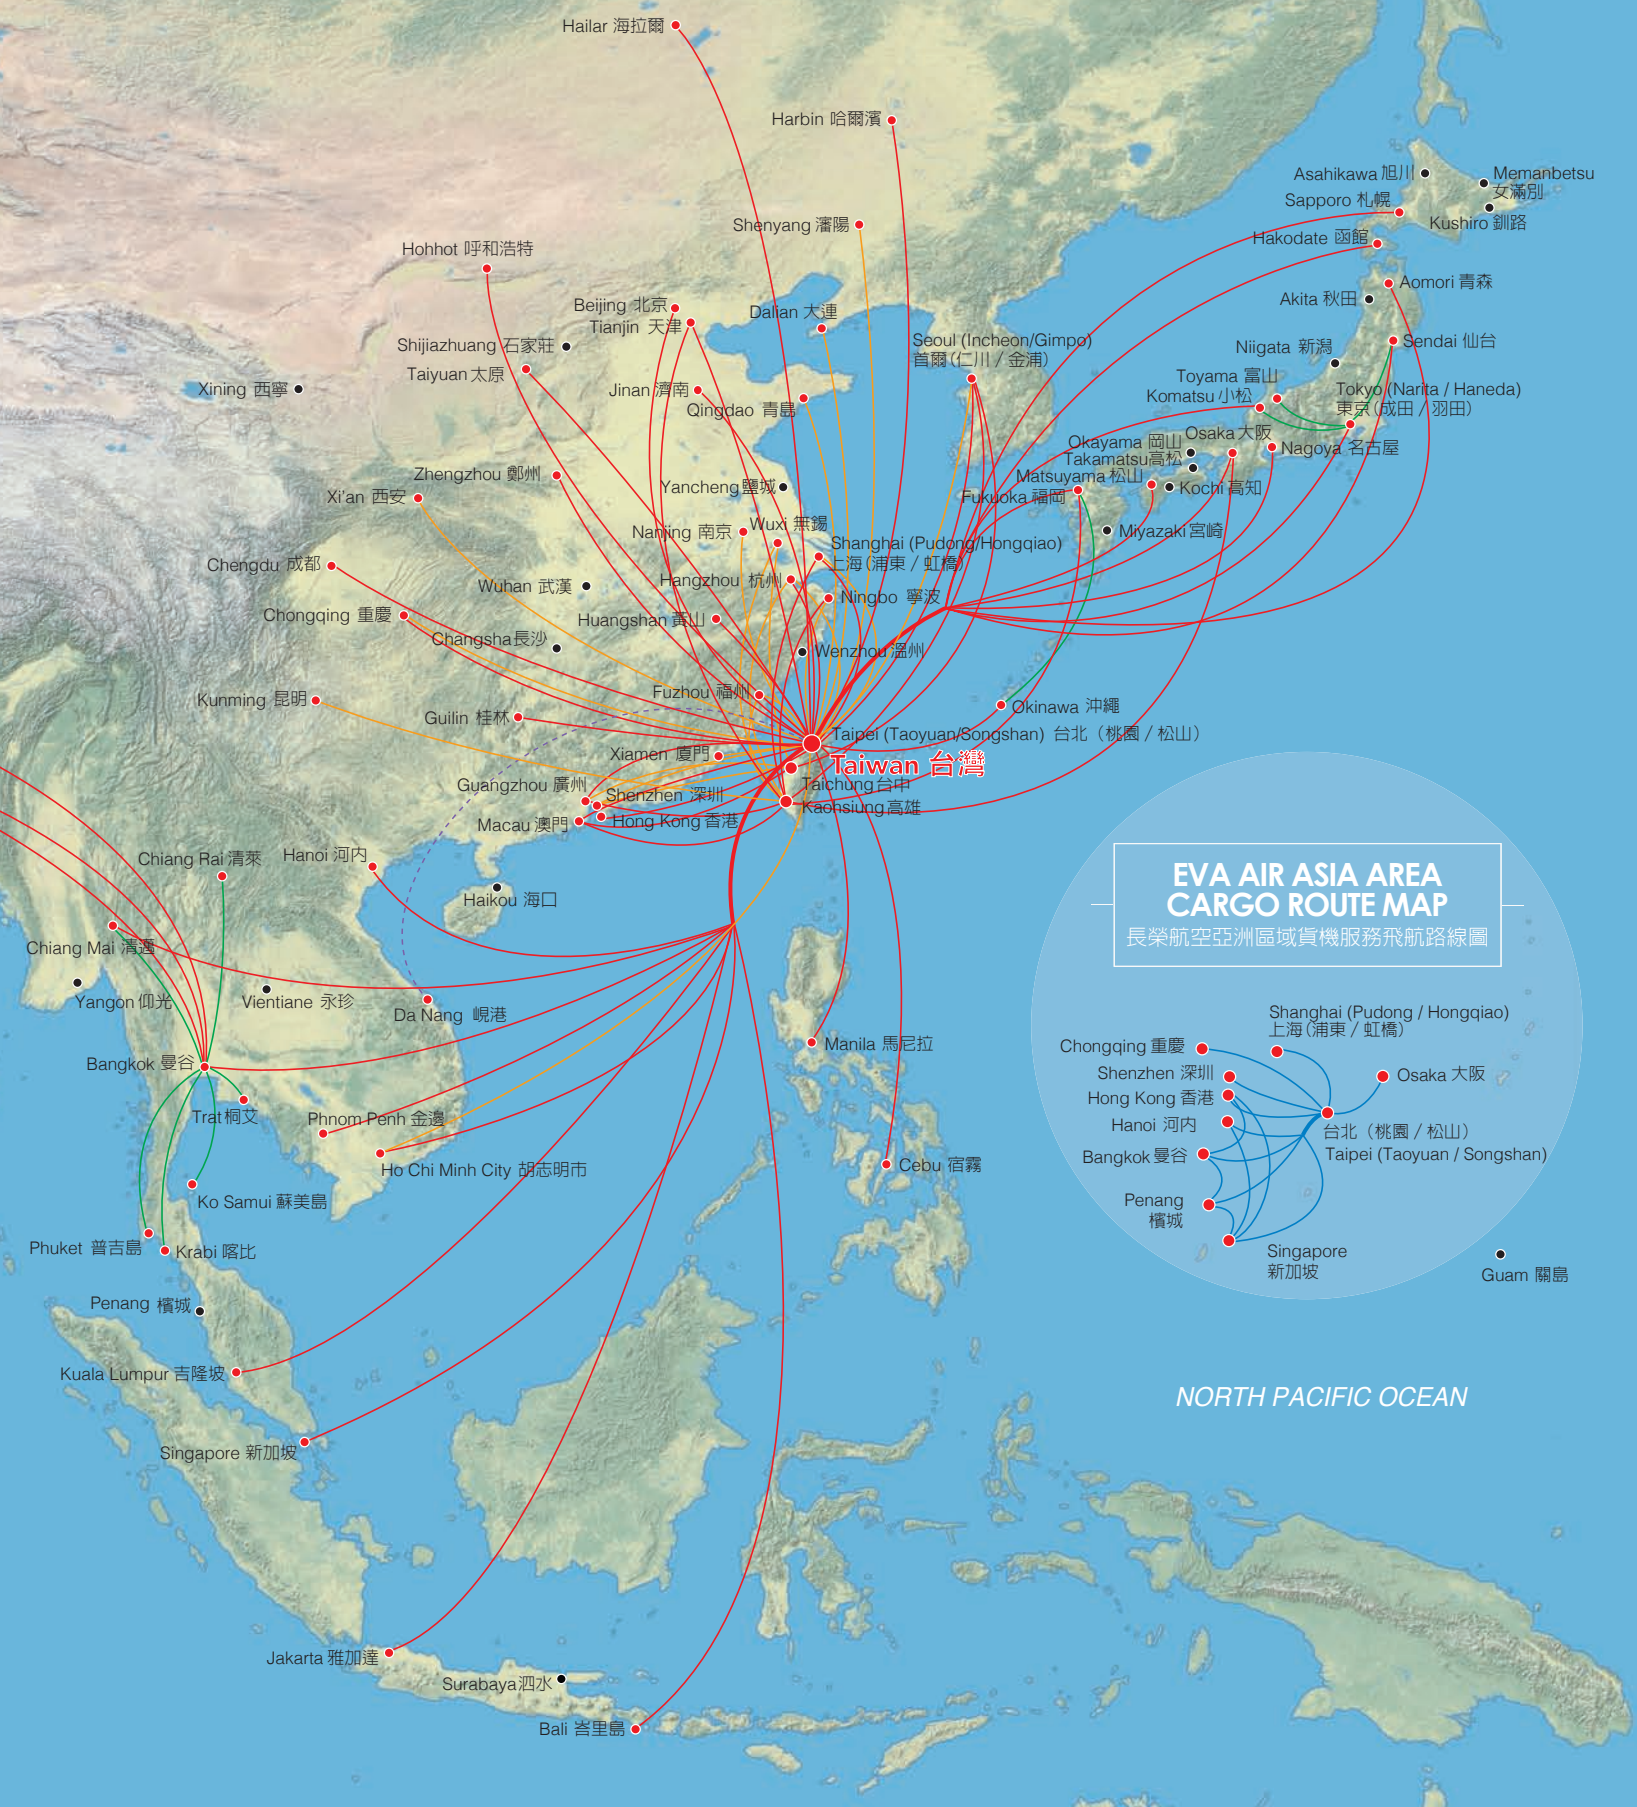 Hailar 海拉爾
Harbin 哈爾濱
Asahikawa 旭川
Memanbetsu
女滿別
Sapporo 札幌
Kushiro 釧路
Shenyang 瀋陽
Hakodate 函館
Hohhot 呼和浩特
Aomori 青森
Akita 秋田
Beijing 北京
Tianjin 天津
Dalian 大連
Shijiazhuang 石家莊
Seoul (Incheon/Gimpo)
首爾(仁川 / 金浦)
Sendai 仙台
Niigata 新潟
Taiyuan 太原
Toyama 富山
Xining 西寧
Jinan 濟南
Komatsu 小松
Tokyo (Narita / Haneda)
東京(成田 / 羽田)
Qingdao 青島
Okayama 岡山
Osaka 大阪
Nagoya 名古屋
Takamatsu高松
Zhengzhou 鄭州
Matsuyama 松山
Yancheng 鹽城
Kochi 高知
Xi'an 西安
Fukuoka 福岡
Nanjing 南京
Wuxi 無錫
Miyazaki 宮崎
Shanghai (Pudong/Hongqiao)
上海(浦東 / 虹橋)
Chengdu 成都
Wuhan 武漢
Hangzhou 杭州
Ningbo 寧波
Chongqing 重慶
Huangshan 黃山
Changsha 長沙
Wenzhou 溫州
Kunming 昆明
Fuzhou 福州
Okinawa 沖繩
Guilin 桂林
Taipei (Taoyuan/Songshan) 台北（桃園 / 松山）
Xiamen 廈門
Taiwan 台灣
Guangzhou 廣州
Taichung 台中
Shenzhen 深圳
Kaohsiung 高雄
Macau 澳門
Hong Kong 香港
Chiang Rai 清萊
Hanoi 河內
Haikou 海口
EVA AIR ASIA AREA
CARGO ROUTE MAP
長榮航空亞洲區域貨機服務飛航路線圖
Chiang Mai 清邁
Yangon 仰光
Vientiane 永珍
Da Nang 峴港
Shanghai (Pudong / Hongqiao)
上海(浦東 / 虹橋)
Chongqing 重慶
Manila 馬尼拉
Bangkok 曼谷
Shenzhen 深圳
Osaka 大阪
Hong Kong 香港
Trat 桐艾
Phnom Penh 金邊
Hanoi 河內
台北（桃園 / 松山）
Taipei (Taoyuan / Songshan)
Bangkok 曼谷
Ho Chi Minh City 胡志明市
Cebu 宿霧
Ko Samui 蘇美島
Penang
檳城
Phuket 普吉島
Krabi 喀比
Singapore
新加坡
Guam 關島
Penang 檳城
Kuala Lumpur 吉隆坡
NORTH PACIFIC OCEAN
Singapore 新加坡
Jakarta 雅加達
Surabaya 泗水
Bali 峇里島